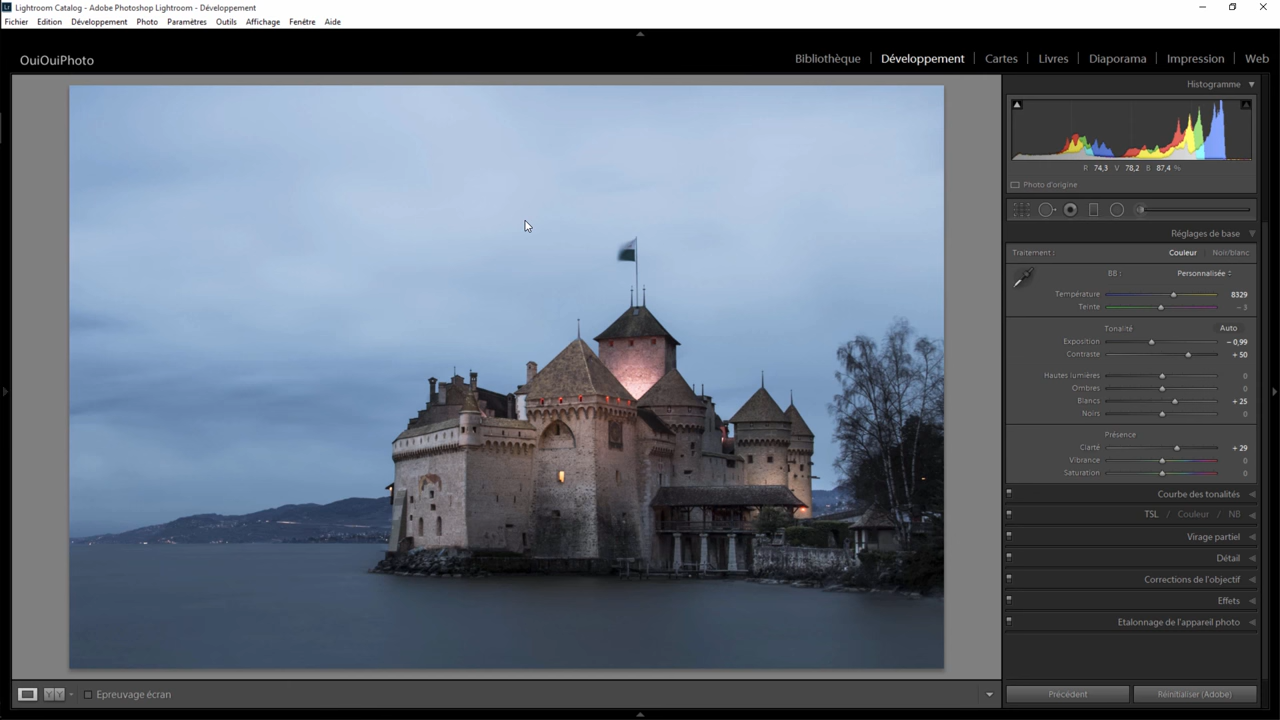 Lightroom Catalog - Adobe Photoshop Lightroom - Développement
Fichier Edition Développement Photo Paramètres Outils Affichage Fenêtre Aide
OuiOuiPhoto
Bibliothèque | Développement | Cartes | Livres | Diaporama | Impression | Web
Histogramme
R 74,3 V 78,2 B 87,4 %
Photo d'origine
Réglages de base
Traitement : Couleur Noir/blanc
BB : Personnalisée
Température 8329
Teinte - 3
Tonalité Auto
Exposition - 0,99
Contraste + 50
Hautes lumières 0
Ombres 0
Blancs + 25
Noirs 0
Présence
Clarté + 29
Vibrance 0
Saturation 0
Courbe des tonalités
TSL / Couleur / NB
Virage partiel
Détail
Corrections de l'objectif
Effets
Etalonnage de l'appareil photo
Epreuvage écran
Précédent Réinitialiser (Adobe)